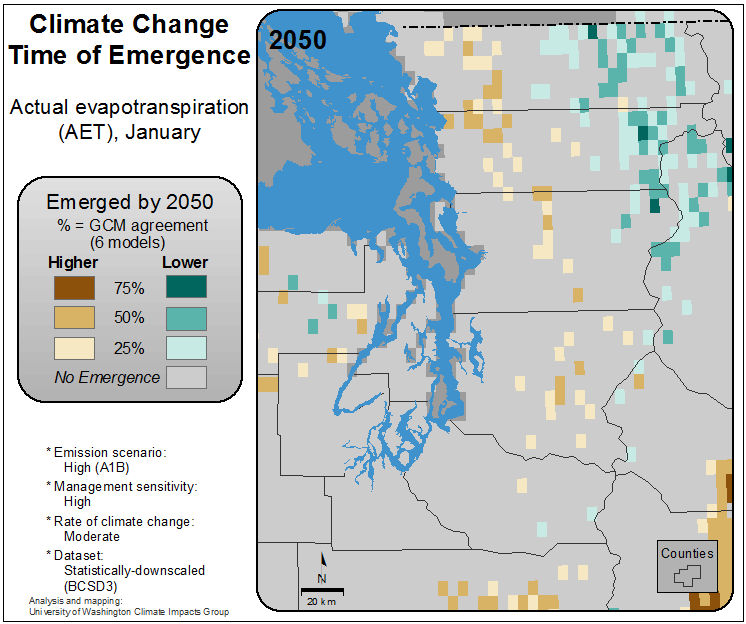 Climate Change
Time of Emergence
Actual evapotranspiration
(AET), January
Emerged by 2050
% = GCM agreement
(6 models)
Higher Lower
75%
50%
25%
No Emergence
* Emission scenario:
High (A1B)
* Management sensitivity:
High
* Rate of climate change:
Moderate
* Dataset:
Statistically-downscaled
(BCSD3)
Analysis and mapping:
University of Washington Climate Impacts Group
2050
N
20 km
Counties